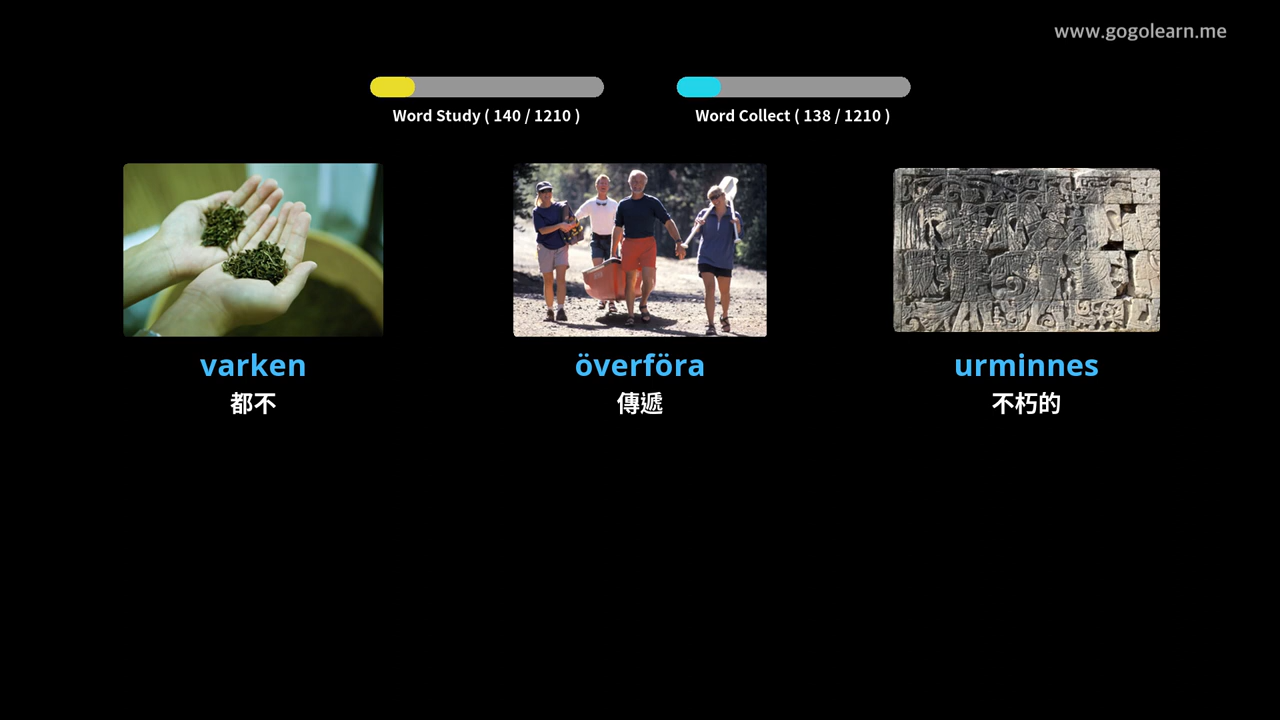 www.gogolearn.me
Word Study ( 140 / 1210 )
Word Collect ( 138 / 1210 )
varken
都不
överföra
傳遞
urminnes
不朽的